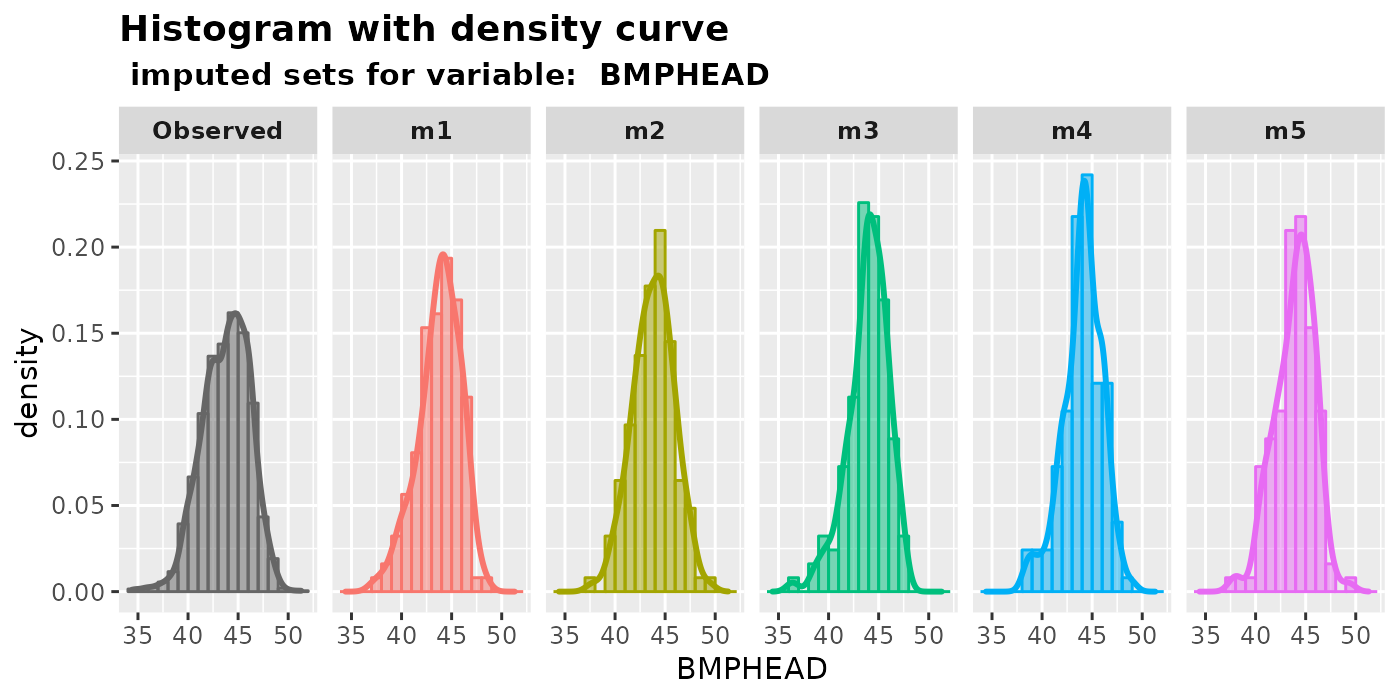 Histogram with density curve
imputed sets for variable:  BMPHEAD
Observed m1 m2 m3 m4 m5
0.25
0.20
0.15
0.10
0.05
0.00
density
35 40 45 50 35 40 45 50 35 40 45 50 35 40 45 50 35 40 45 50 35 40 45 50
BMPHEAD